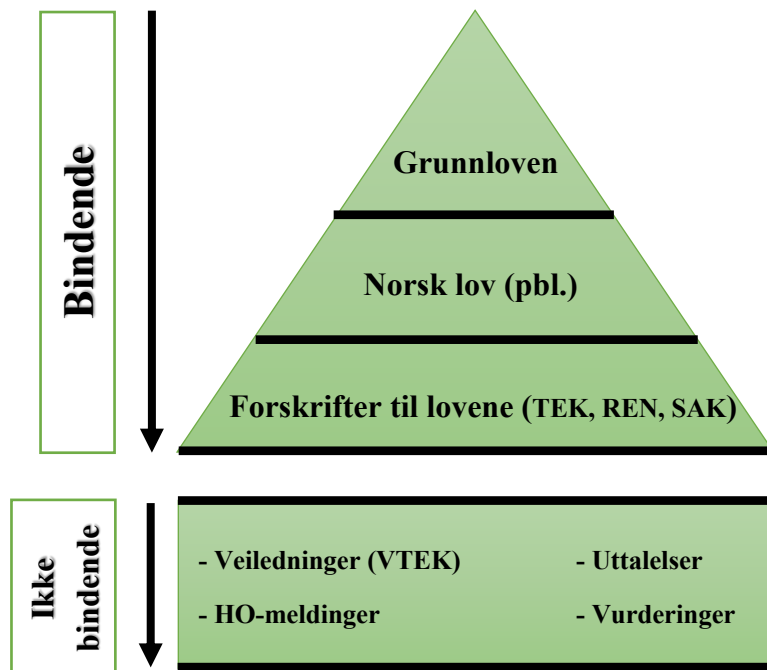 Bindende
Grunnloven
Norsk lov (pbl.)
Forskrifter til lovene (TEK, REN, SAK)
Ikke
bindende
- Veiledninger (VTEK)
- Uttalelser
- HO-meldinger
- Vurderinger